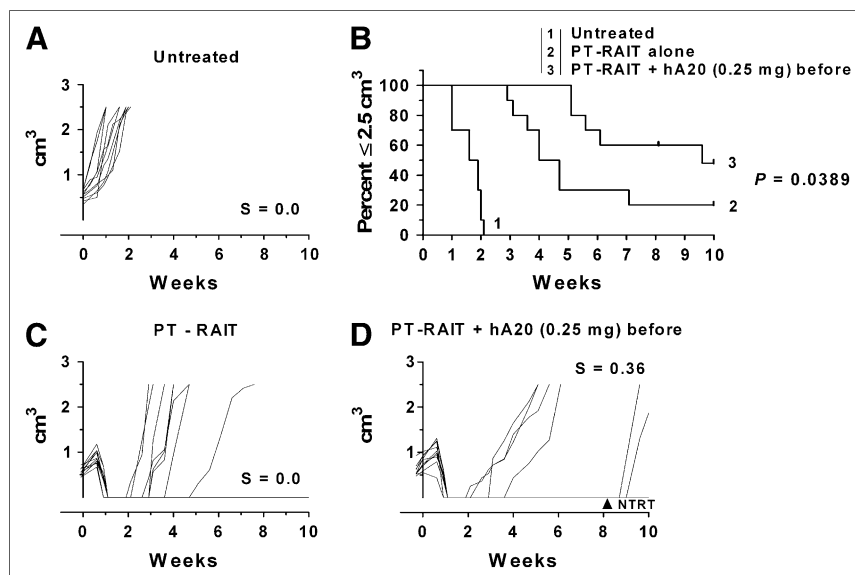 A
Untreated
3
2
1
cm³
S = 0.0
0 2 4 6 8 10
Weeks
B
1 Untreated
2 PT-RAIT alone
3 PT-RAIT + hA20 (0.25 mg) before
100
80
60
40
20
0
Percent ≤ 2.5 cm³
1
2
3
P = 0.0389
0 1 2 3 4 5 6 7 8 9 10
Weeks
C
PT - RAIT
3
2
1
cm³
S = 0.0
0 2 4 6 8 10
Weeks
D
PT-RAIT + hA20 (0.25 mg) before
S = 0.36
3
2
1
cm³
▲ NTRT
0 2 4 6 8 10
Weeks